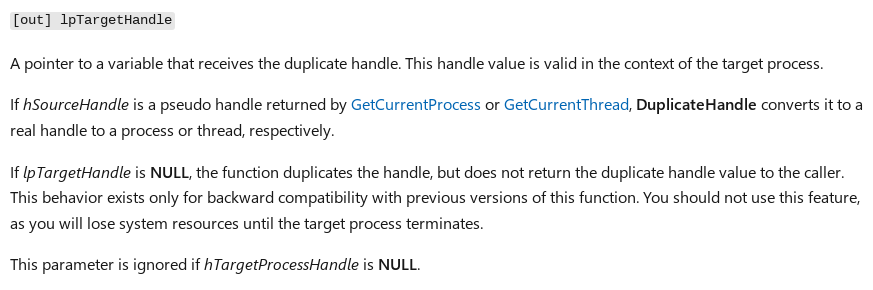 [out] lpTargetHandle
A pointer to a variable that receives the duplicate handle. This handle value is valid in the context of the target process.
If hSourceHandle is a pseudo handle returned by GetCurrentProcess or GetCurrentThread, DuplicateHandle converts it to a
real handle to a process or thread, respectively.
If lpTargetHandle is NULL, the function duplicates the handle, but does not return the duplicate handle value to the caller.
This behavior exists only for backward compatibility with previous versions of this function. You should not use this feature,
as you will lose system resources until the target process terminates.
This parameter is ignored if hTargetProcessHandle is NULL.